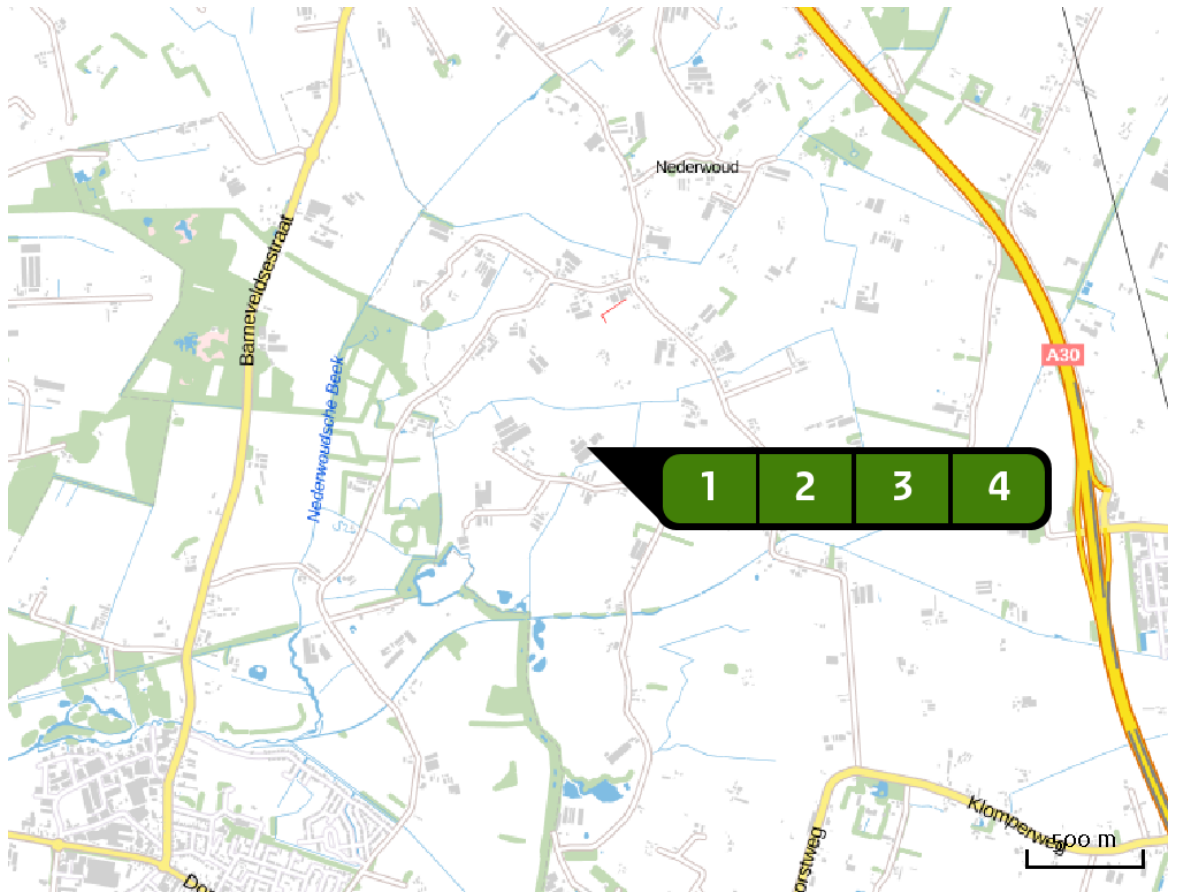 Nederwoud
Barneveldsestraat
A30
Nederwoudsche Beek
1 2 3 4
Klomperweg
500 m